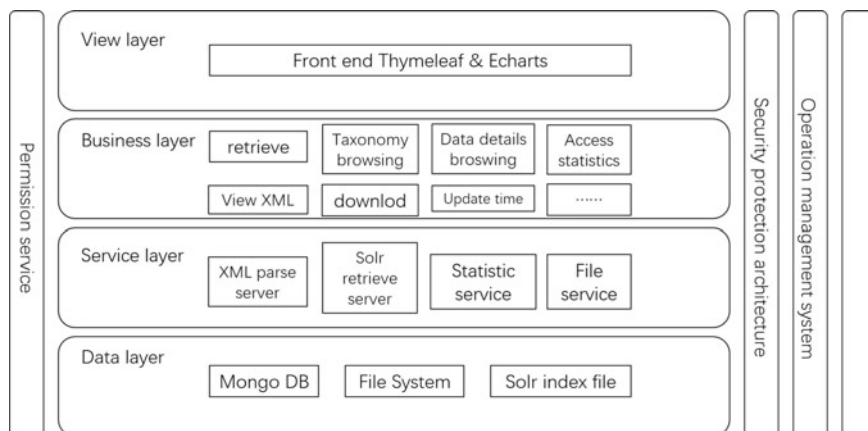 View layer
Front end Thymeleaf & Echarts
Business layer
retrieve
Taxonomy
browsing
Data details
broswing
Access
statistics
View XML
downlod
Update time
......
Service layer
XML parse
server
Solr
retrieve
server
Statistic
service
File
service
Data layer
Mongo DB
File System
Solr index file
Permission service
Security protection architecture
Operation management system